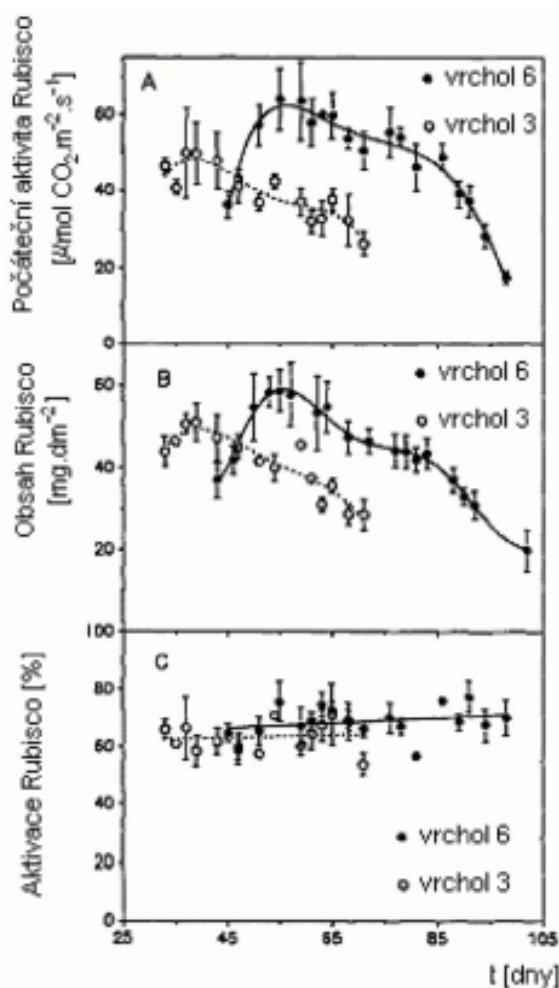 A
vrchol 6
vrchol 3
Počáteční aktivita Rubisco
[μmol CO₂.m⁻².s⁻¹]
60
40
20
0
B
vrchol 6
vrchol 3
Obsah Rubisco
[mg.dm⁻²]
60
40
20
100
C
Aktivace Rubisco [%]
80
60
40
20
0
vrchol 6
vrchol 3
25
45
65
85
105
t [dny]